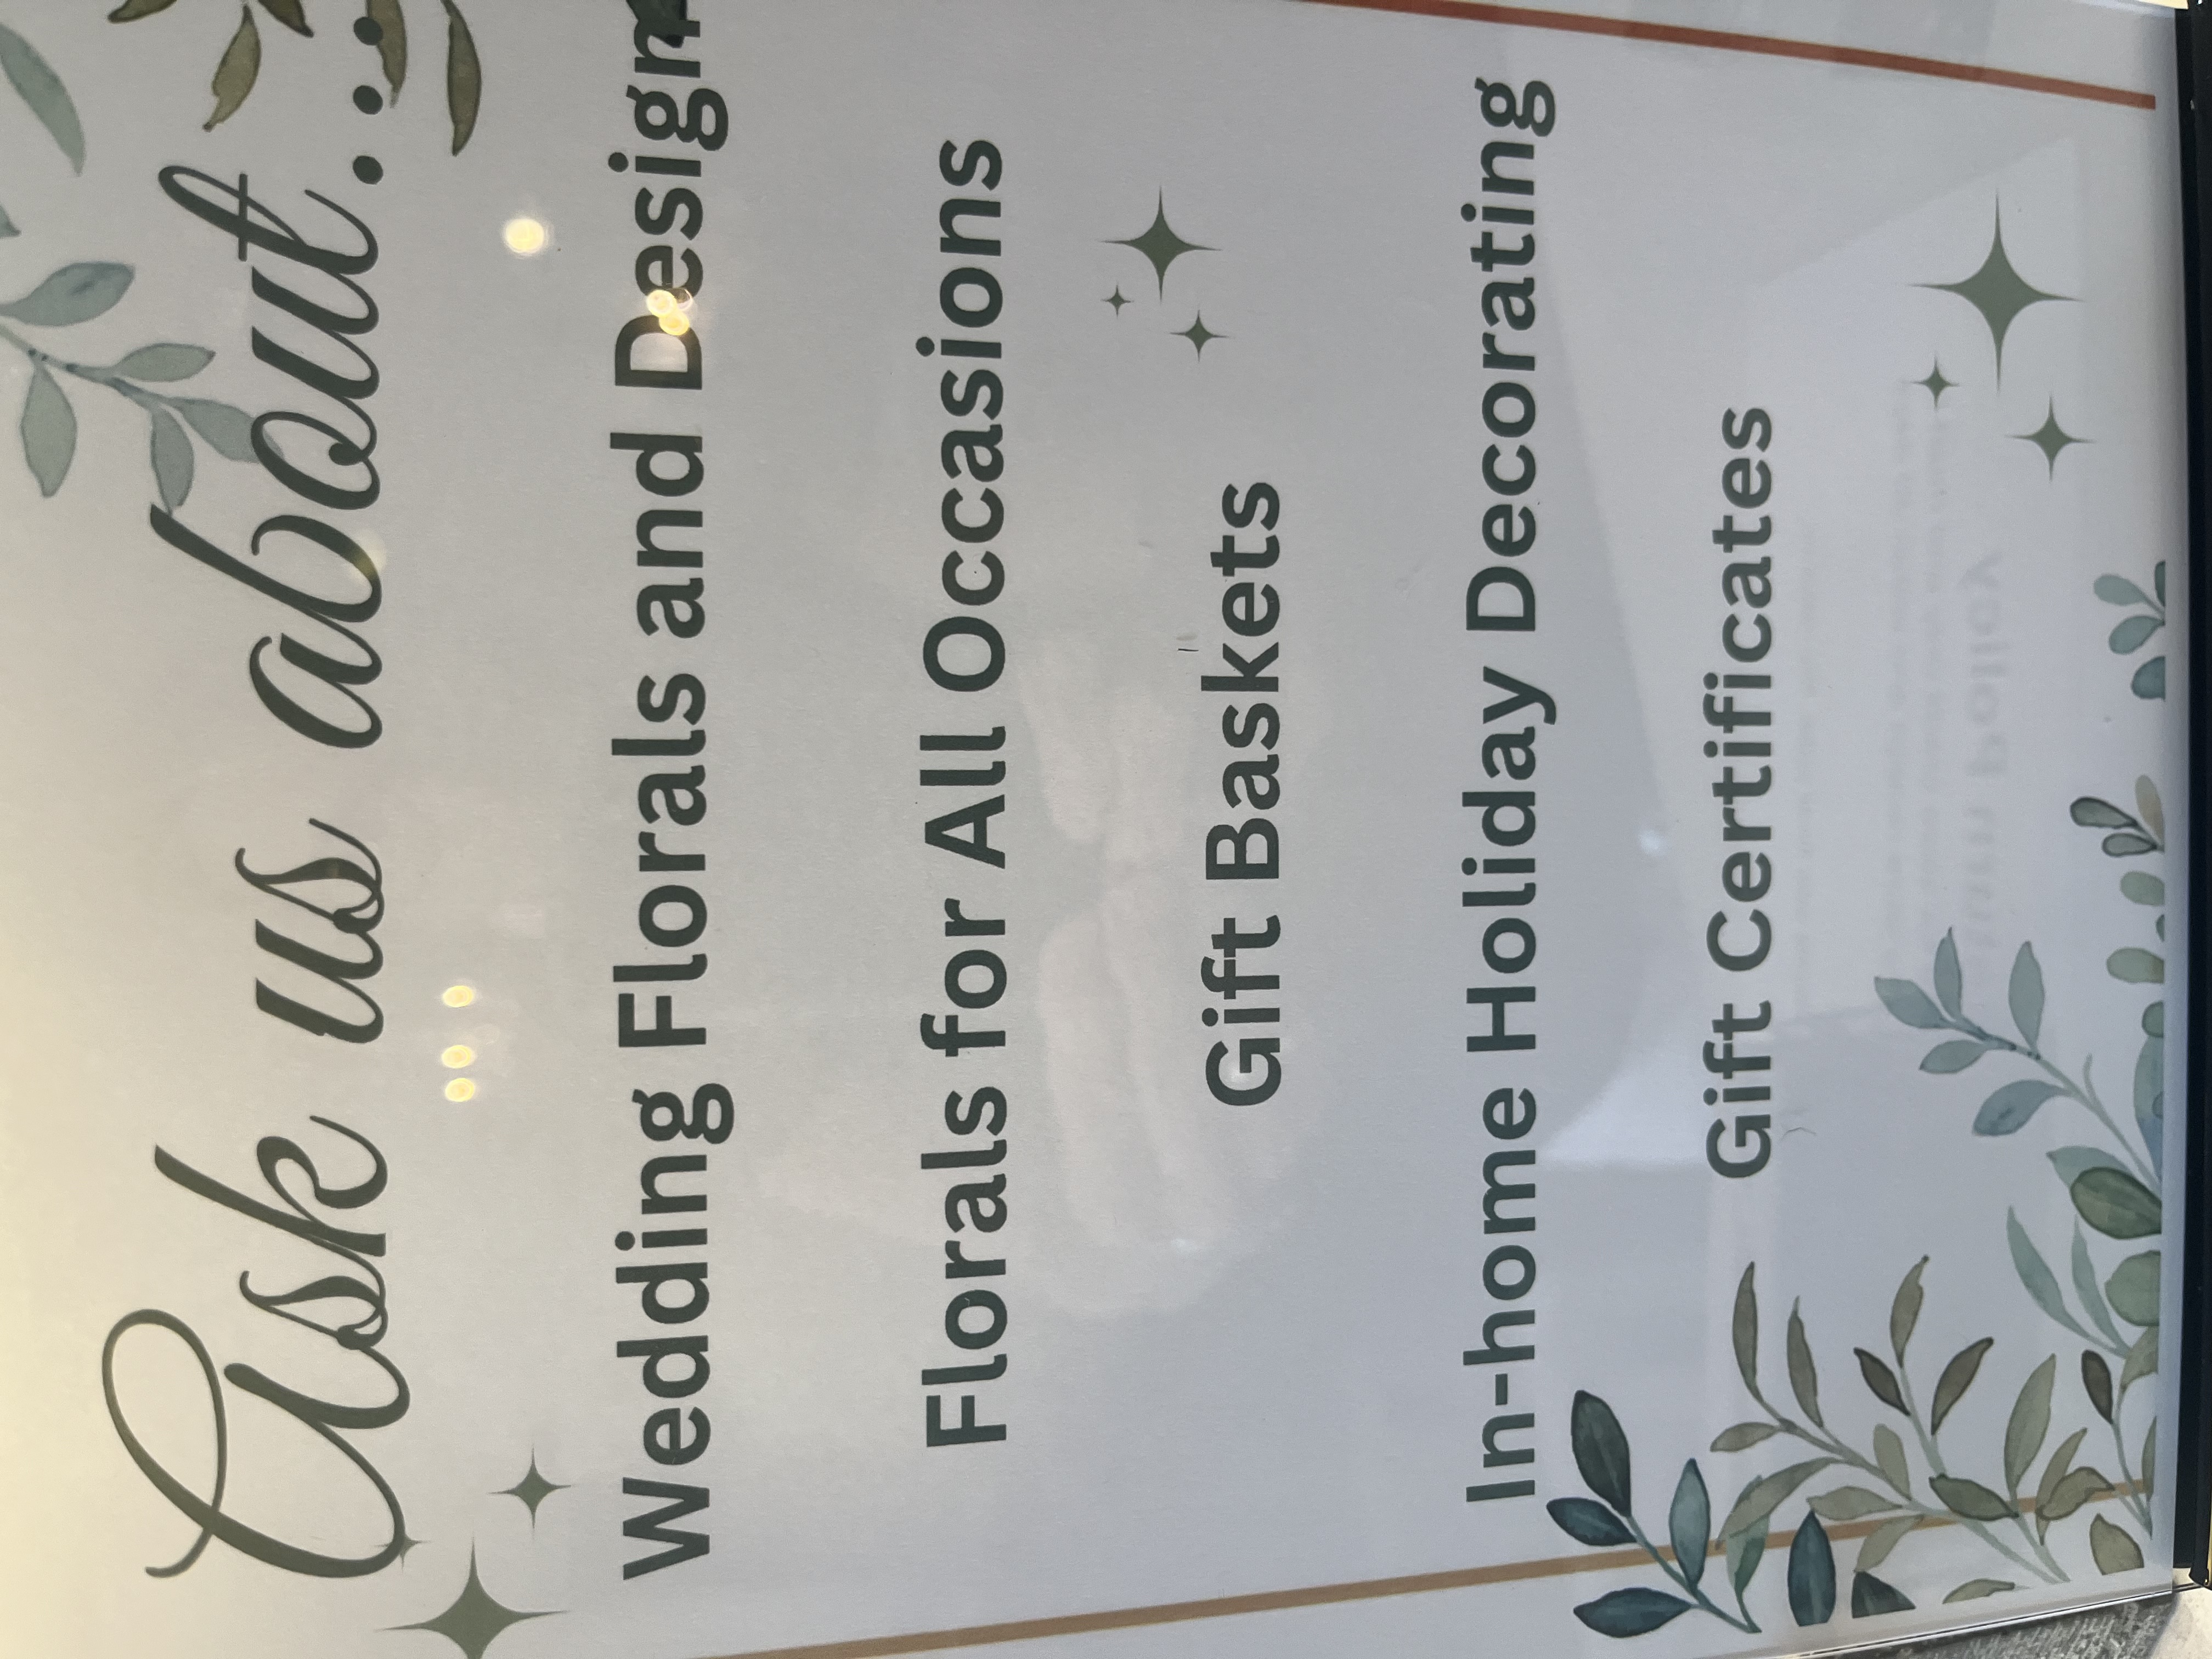 Ask us about...
Wedding Florals and Design
Florals for All Occasions
Gift Baskets
In-home Holiday Decorating
Gift Certificates